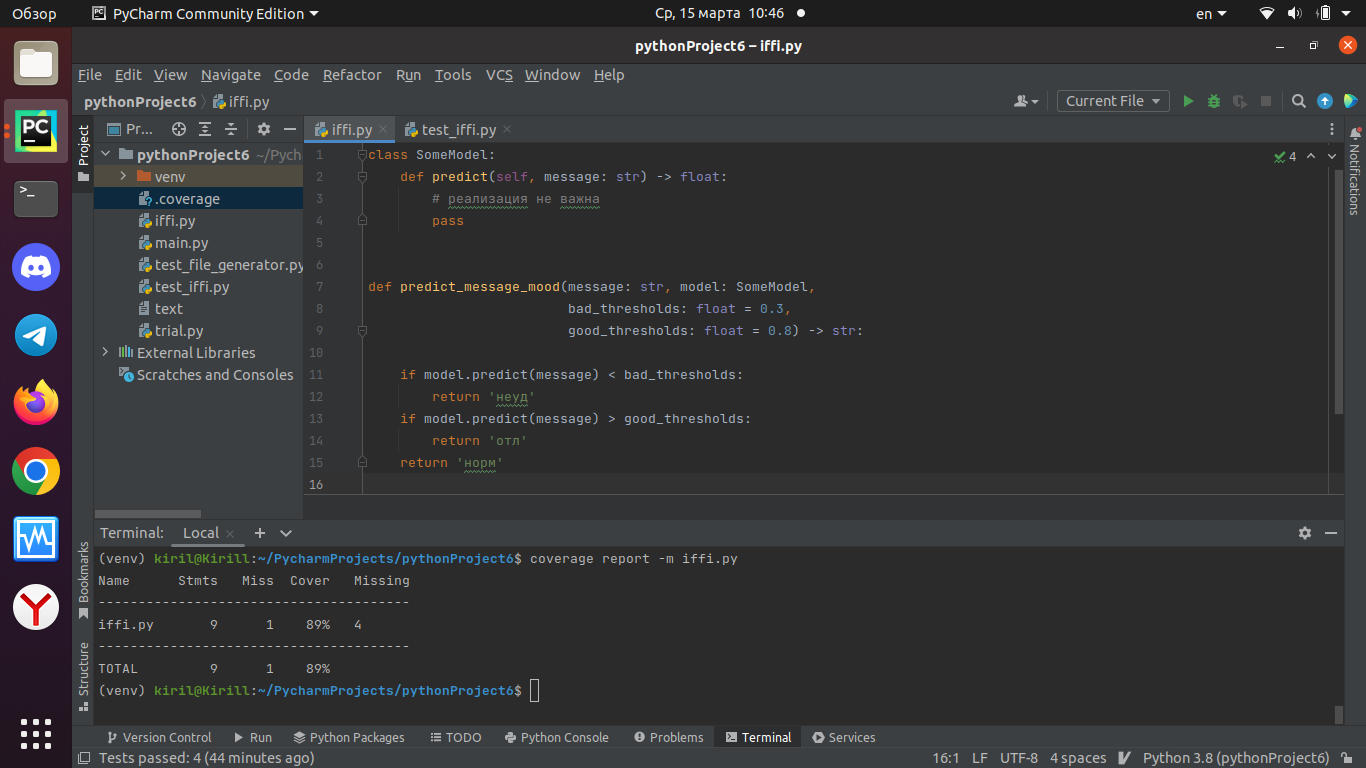 Обзор PyCharm Community Edition Ср, 15 марта 10:46 en
pythonProject6 – iffi.py
File Edit View Navigate Code Refactor Run Tools VCS Window Help
pythonProject6 iffi.py Current File
Project Pr... iffi.py test_iffi.py Notifications
pythonProject6 ~/Pych
venv
.coverage
iffi.py
main.py
test_file_generator.py
test_iffi.py
text
trial.py
External Libraries
Scratches and Consoles
4
1 class SomeModel:
2 def predict(self, message: str) -> float:
3 # реализация не важна
4 pass
5
6
7 def predict_message_mood(message: str, model: SomeModel,
8 bad_thresholds: float = 0.3,
9 good_thresholds: float = 0.8) -> str:
10
11 if model.predict(message) < bad_thresholds:
12 return 'неуд'
13 if model.predict(message) > good_thresholds:
14 return 'отл'
15 return 'норм'
16
Terminal: Local
(venv) kiril@Kirill:~/PycharmProjects/pythonProject6$ coverage report -m iffi.py
Name Stmts Miss Cover Missing
---------------------------------------
iffi.py 9 1 89% 4
---------------------------------------
TOTAL 9 1 89%
(venv) kiril@Kirill:~/PycharmProjects/pythonProject6$
Bookmarks
Structure
Version Control Run Python Packages TODO Python Console Problems Terminal Services
Tests passed: 4 (44 minutes ago) 16:1 LF UTF-8 4 spaces Python 3.8 (pythonProject6)